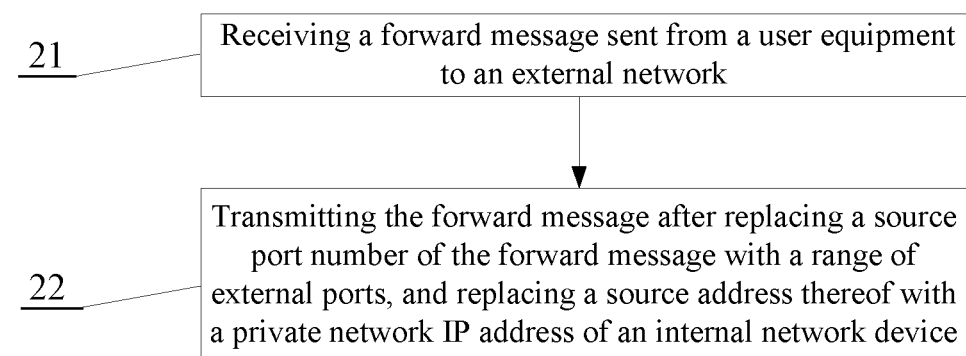 21
Receiving a forward message sent from a user equipment
to an external network
22
Transmitting the forward message after replacing a source
port number of the forward message with a range of
external ports, and replacing a source address thereof with
a private network IP address of an internal network device